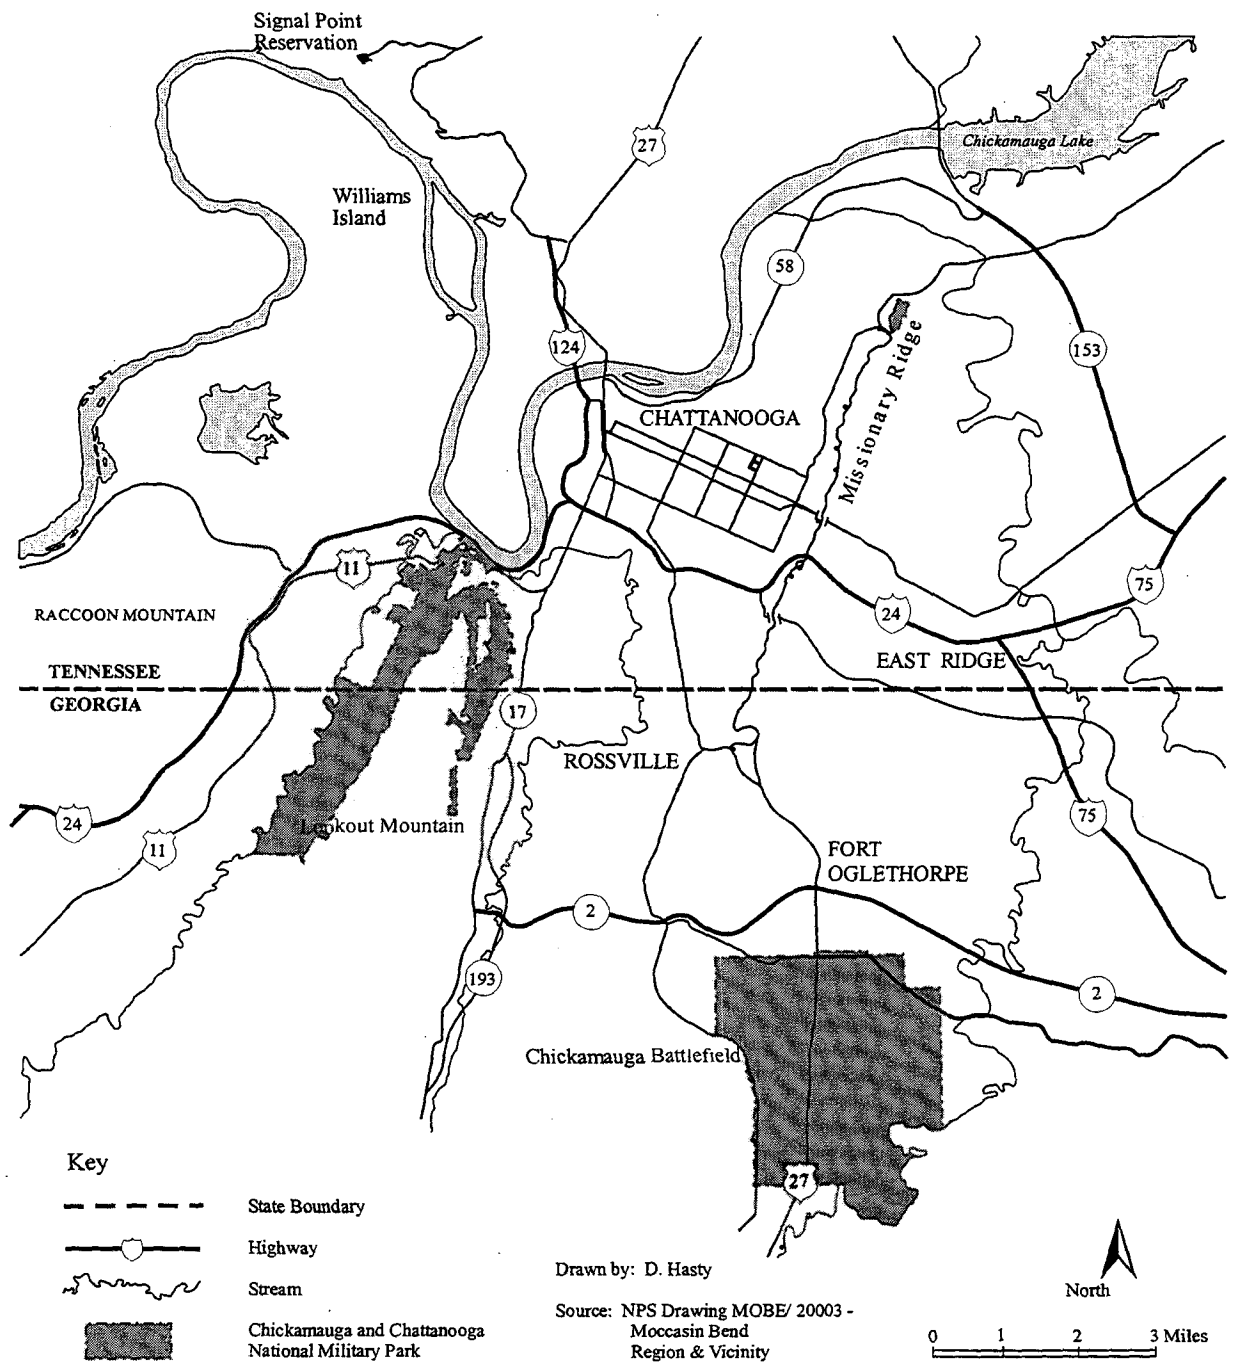 Signal Point
Reservation
27
Chickamauga Lake
Williams
Island
58
124
153
CHATTANOOGA
Missionary Ridge
11
75
RACCOON MOUNTAIN
24
EAST RIDGE
TENNESSEE
GEORGIA
17
ROSSVILLE
24
11
Lookout Mountain
75
FORT
OGLETHORPE
2
193
2
Chickamauga Battlefield
27
Key
State Boundary
Highway
Stream
Chickamauga and Chattanooga
National Military Park
Drawn by: D. Hasty
Source: NPS Drawing MOBE/ 20003 -
Moccasin Bend
Region & Vicinity
North
0 1 2 3 Miles